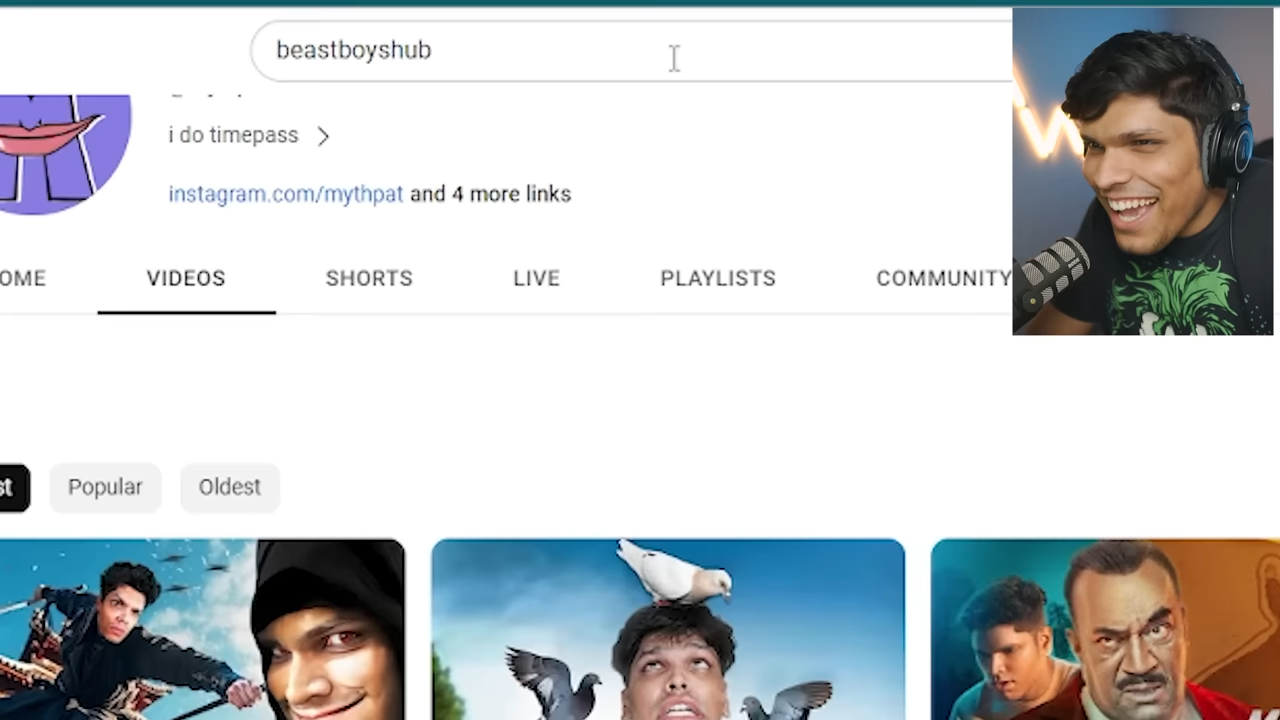 beastboyshub
i do timepass
instagram.com/mythpat and 4 more links
OME VIDEOS SHORTS LIVE PLAYLISTS COMMUNITY
st Popular Oldest